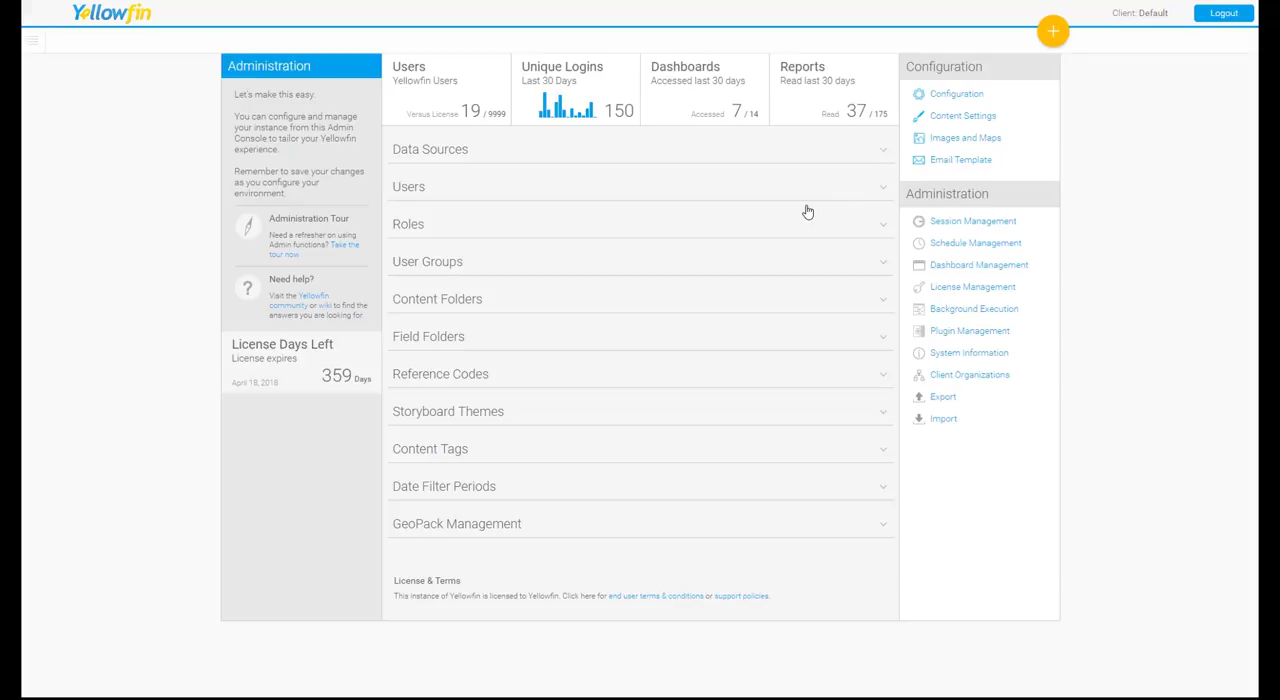 Yellowfin
Client: Default
Logout
+
Administration
Let's make this easy.
You can configure and manage
your instance from this Admin
Console to tailor your Yellowfin
experience.
Remember to save your changes
as you configure your
environment.
Administration Tour
Need a refresher on using
Admin functions? Take the
tour now
?
Need help?
Visit the Yellowfin
community or wiki to find the
answers you are looking for.
License Days Left
License expires
April 18, 2018
359 Days
Users
Yellowfin Users
Versus License 19 / 9999
Unique Logins
Last 30 Days
150
Dashboards
Accessed last 30 days
Accessed 7 / 14
Reports
Read last 30 days
Read 37 / 175
Data Sources
Users
Roles
User Groups
Content Folders
Field Folders
Reference Codes
Storyboard Themes
Content Tags
Date Filter Periods
GeoPack Management
License & Terms
This instance of Yellowfin is licensed to Yellowfin. Click here for end user terms & conditions or support policies.
Configuration
Configuration
Content Settings
Images and Maps
Email Template
Administration
Session Management
Schedule Management
Dashboard Management
License Management
Background Execution
Plugin Management
System Information
Client Organizations
Export
Import